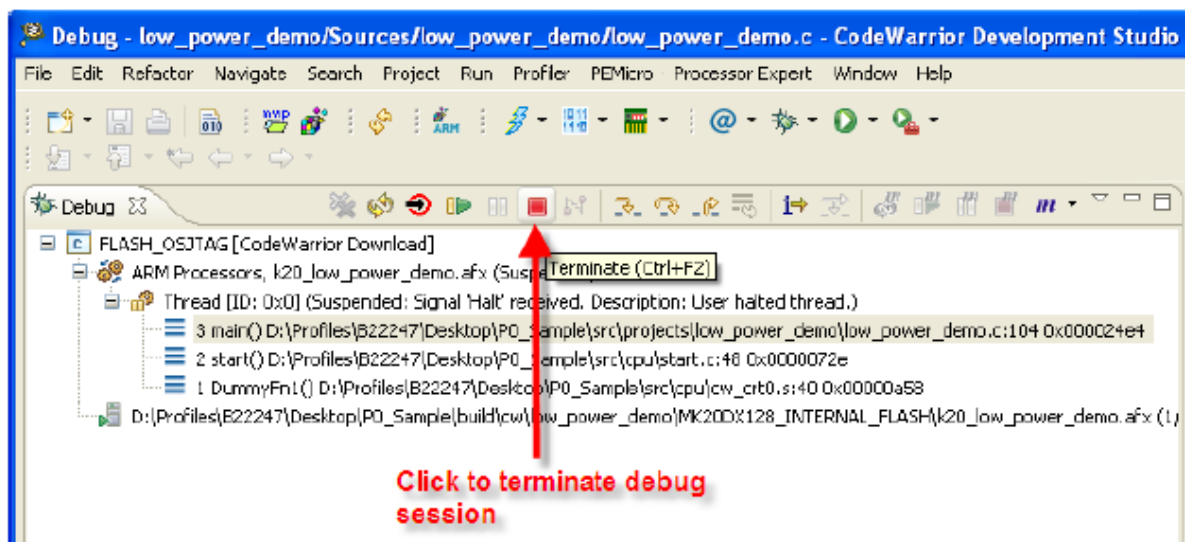 Debug - low_power_demo/Sources/low_power_demo/low_power_demo.c - CodeWarrior Development Studio
File Edit Refactor Navigate Search Project Run Profiler PEMicro Processor Expert Window Help
Debug
FLASH_OSJTAG [CodeWarrior Download]
ARM Processors, k20_low_power_demo.afx (Suspe
Terminate (Ctrl+F2)
Thread [ID: 0x0] (Suspended: Signal 'Halt' received. Description: User halted thread.)
3 main() D:\Profiles\B22247\Desktop\P0_Sample\src\projects\low_power_demo\low_power_demo.c:104 0x000024e4
2 start() D:\Profiles\B22247\Desktop\P0_Sample\src\cpu\start.c:48 0x0000072e
1 DummyFn1() D:\Profiles\B22247\Desktop\P0_Sample\src\cpu\cw_crt0.s:40 0x00000a58
D:\Profiles\B22247\Desktop\P0_Sample\build\cw\low_power_demo\MK20DX128_INTERNAL_FLASH\k20_low_power_demo.afx (1/
Click to terminate debug
session